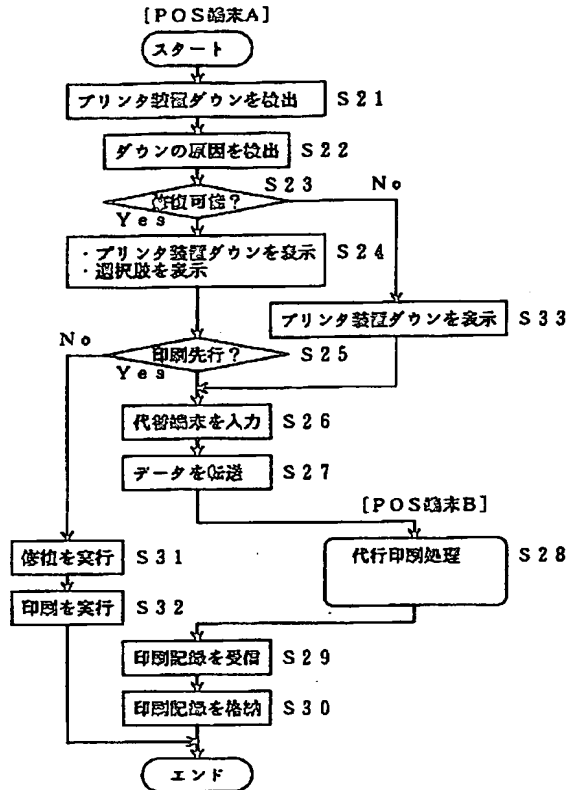 [POS端末A]
スタート
プリンタ装置ダウンを検出 S21
ダウンの原因を検出 S22
S23 No
修復可能？
Yes
・プリンタ装置ダウンを表示 S24
・選択肢を表示
プリンタ装置ダウンを表示 S33
No
印刷先行？ S25
Yes
代替端末を入力 S26
データを転送 S27
[POS端末B]
代行印刷処理 S28
修復を実行 S31
印刷を実行 S32
印刷記録を受信 S29
印刷記録を格納 S30
エンド